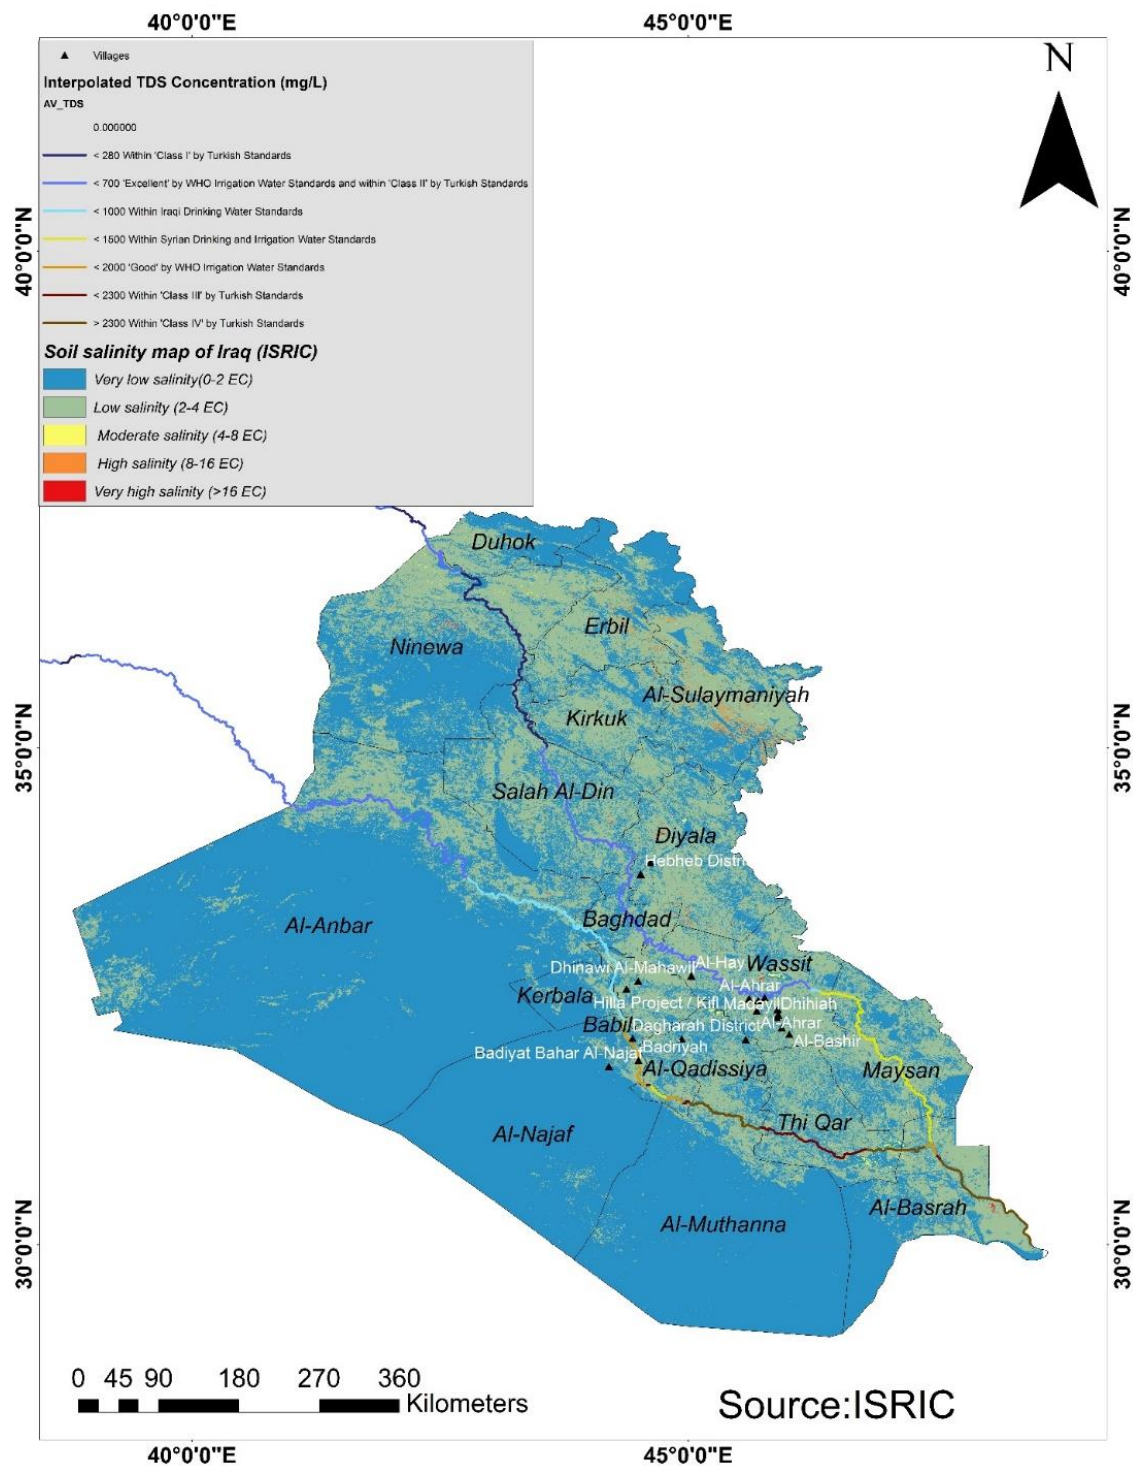 40°0'0"E
45°0'0"E
Villages
Interpolated TDS Concentration (mg/L)
AV_TDS
0.000000
< 280 Within 'Class I' by Turkish Standards
< 700 'Excellent' by WHO Irrigation Water Standards and within 'Class II' by Turkish Standards
< 1000 Within Iraqi Drinking Water Standards
< 1500 Within Syrian Drinking and Irrigation Water Standards
< 2000 'Good' by WHO Irrigation Water Standards
< 2300 Within 'Class III' by Turkish Standards
> 2300 Within 'Class IV' by Turkish Standards
Soil salinity map of Iraq (ISRIC)
Very low salinity(0-2 EC)
Low salinity (2-4 EC)
Moderate salinity (4-8 EC)
High salinity (8-16 EC)
Very high salinity (>16 EC)
N
40°0'0"N
40°0'0"N
Duhok
Erbil
Ninewa
Al-Sulaymaniyah
Kirkuk
35°0'0"N
35°0'0"N
Salah Al-Din
Diyala
Hebheb Distri
Baghdad
Al-Anbar
Al-Hay
Wassit
Dhinawi Al-Mahawil
Al-Ahrar
Kerbala
Hilla Project / Kifl
Dhihiah
Babil
Dagharah District
Al-Ahrar
Al-Bashir
Badriyah
Badiyat Bahar Al-Najaf
Al-Qadissiya
Maysan
Thi Qar
Al-Najaf
Al-Basrah
Al-Muthanna
30°0'0"N
30°0'0"N
0 45 90 180 270 360
Kilometers
Source:ISRIC
40°0'0"E
45°0'0"E